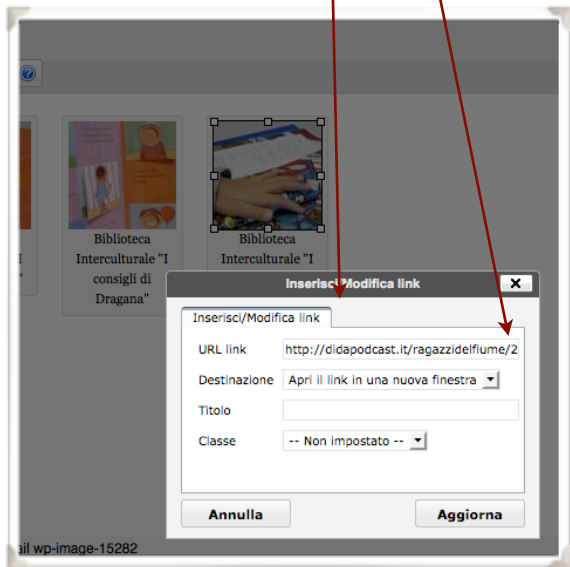 Biblioteca
Interculturale "I
consigli di
Dragana"
Biblioteca
Interculturale "I
Inserisci/Modifica link
X
Inserisci/Modifica link
URL link
http://didapodcast.it/ragazzidelfiume/2
Destinazione
Apri il link in una nuova finestra
Titolo
Classe
-- Non impostato --
Annulla
Aggiorna
ail wp-image-15282